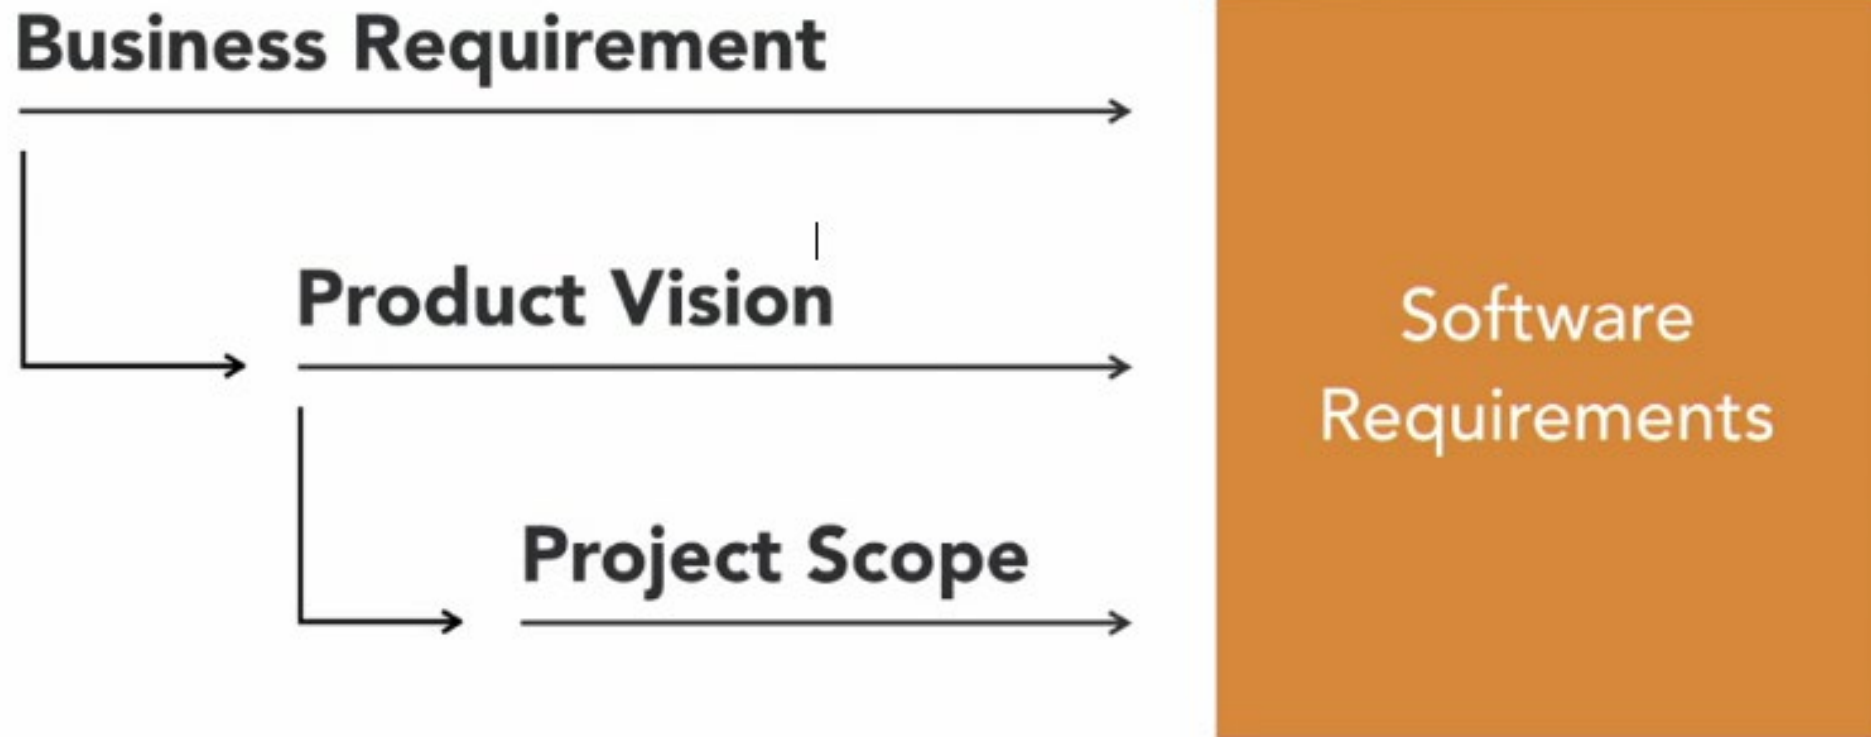 Business Requirement
Product Vision
Project Scope
Software
Requirements